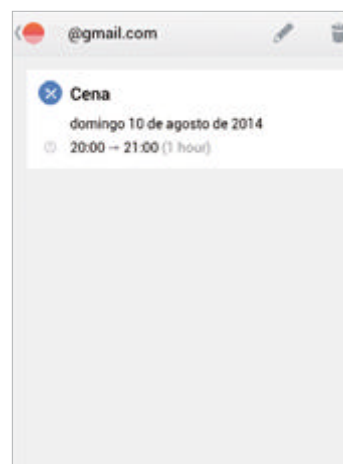 @gmail.com
Cena
domingo 10 de agosto de 2014
20:00 → 21:00 (1 hour)